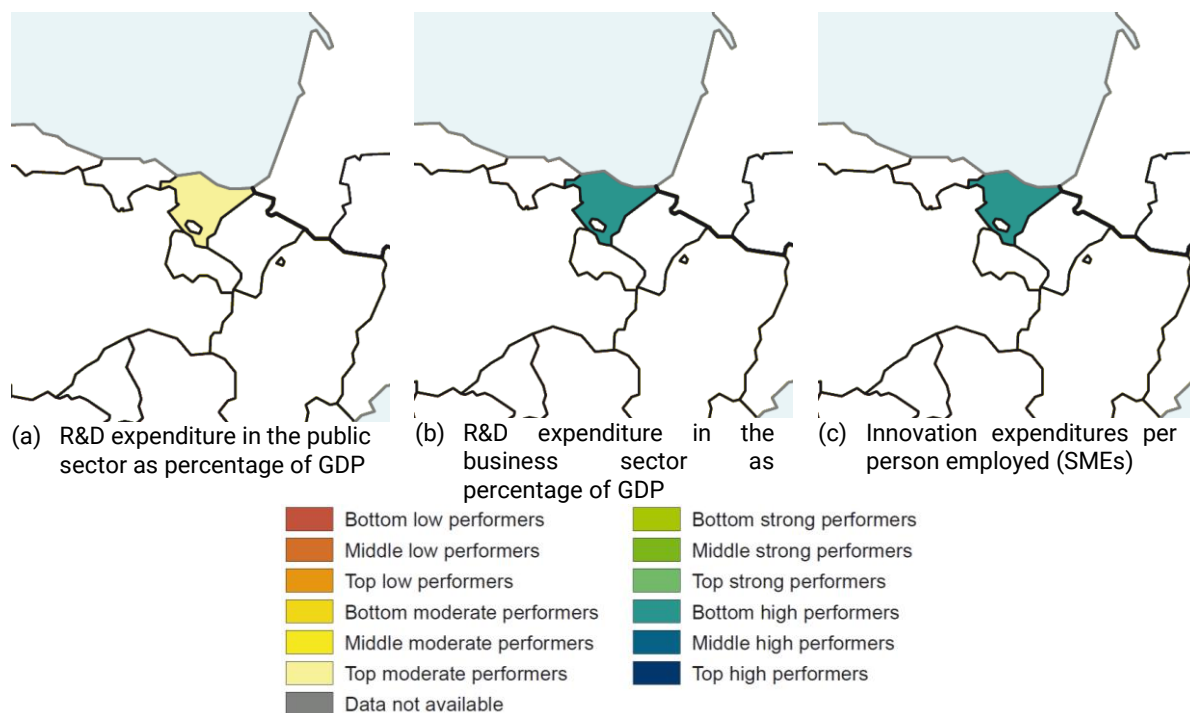 (a) R&D expenditure in the public
sector as percentage of GDP
(b) R&D expenditure in the
business sector as
percentage of GDP
(c) Innovation expenditures per
person employed (SMEs)
Bottom low performers
Middle low performers
Top low performers
Bottom moderate performers
Middle moderate performers
Top moderate performers
Data not available
Bottom strong performers
Middle strong performers
Top strong performers
Bottom high performers
Middle high performers
Top high performers